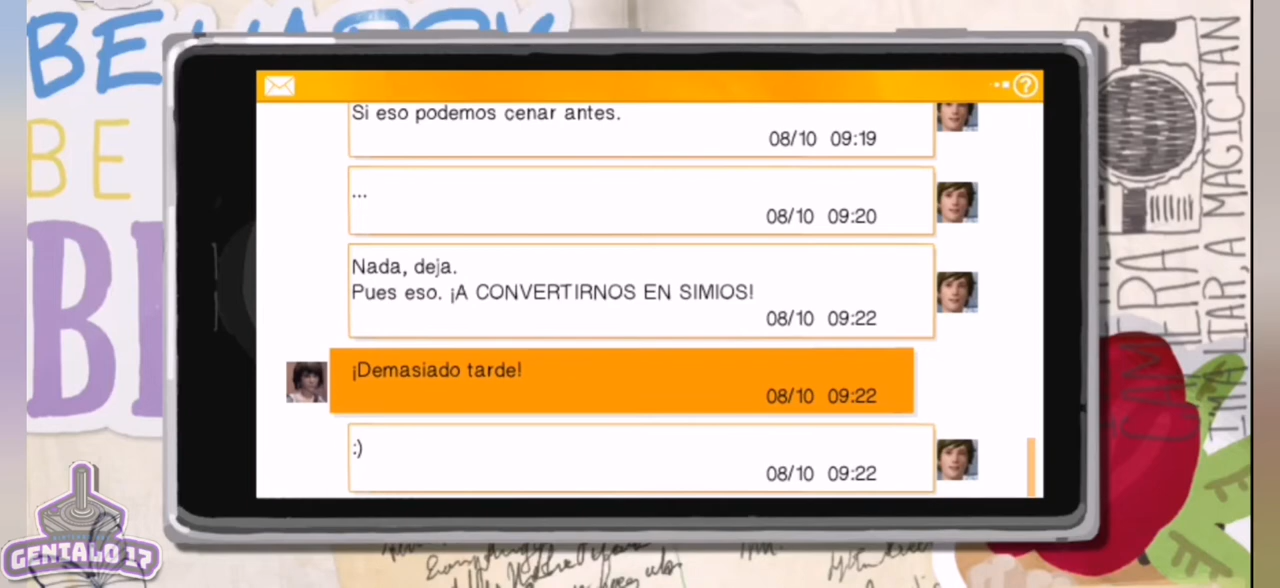 BE
BE
Si eso podemos cenar antes.
08/10 09:19
...
08/10 09:20
Nada, deja.
Pues eso. ¡A CONVERTIRNOS EN SIMIOS!
08/10 09:22
¡Demasiado tarde!
08/10 09:22
:)
08/10 09:22
CAMERA
A MAGICIAN
GENIALO 17